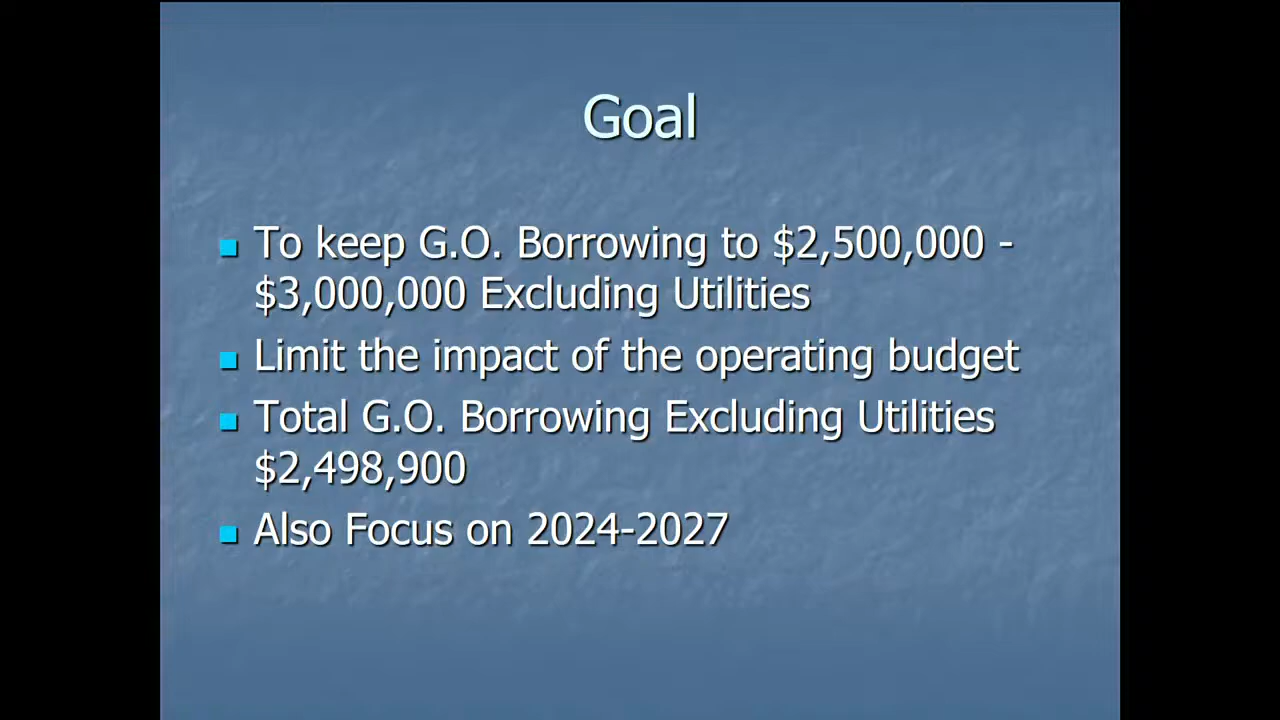 Goal
To keep G.O. Borrowing to $2,500,000 -
$3,000,000 Excluding Utilities
Limit the impact of the operating budget
Total G.O. Borrowing Excluding Utilities
$2,498,900
Also Focus on 2024-2027